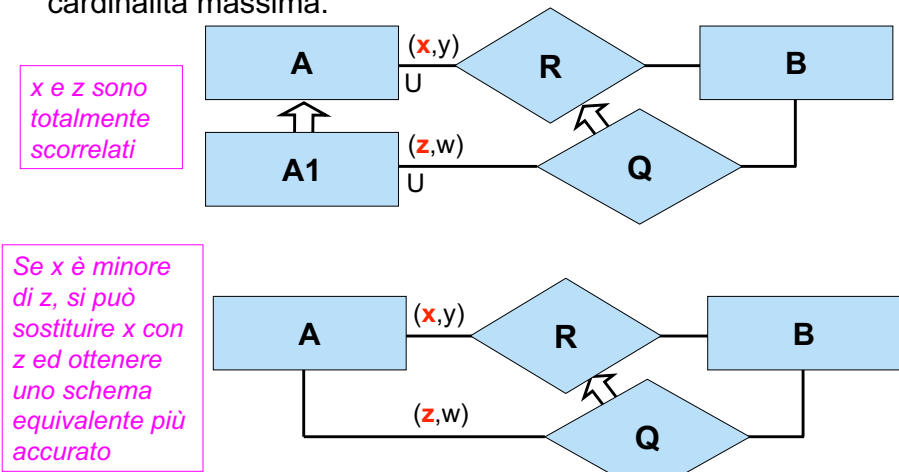 cardinalità massima.
x e z sono
totalmente
scorrelati
A
(x,y)
U
R
B
A1
(z,w)
U
Q
Se x è minore
di z, si può
sostituire x con
z ed ottenere
uno schema
equivalente più
accurato
A
(x,y)
R
B
(z,w)
Q